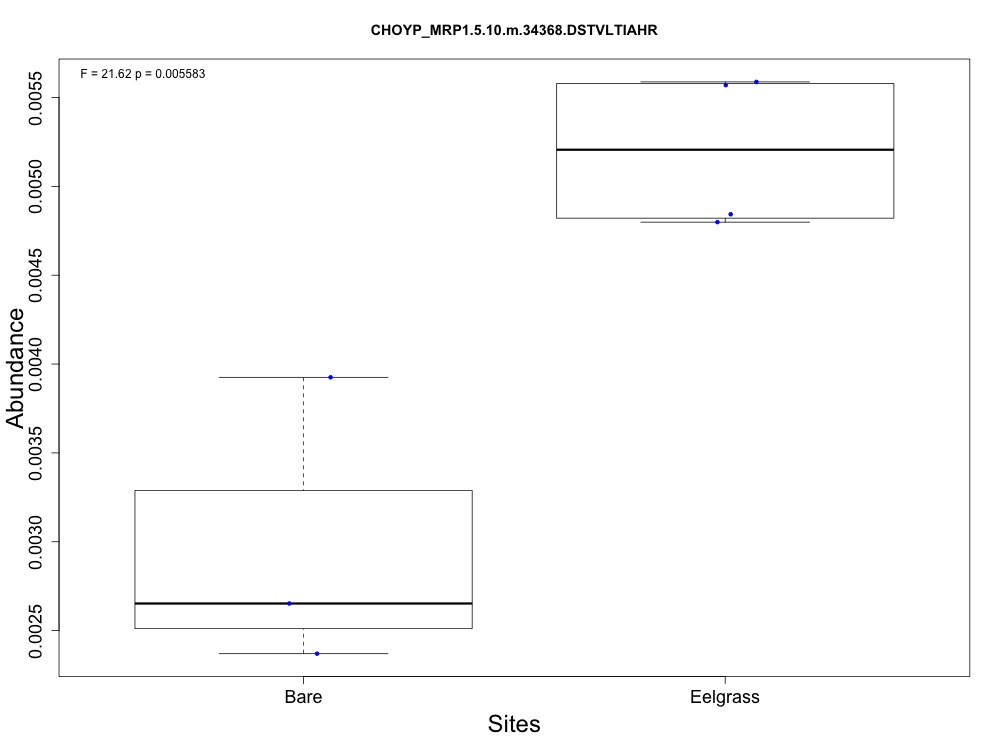 CHOYP_MRP1.5.10.m.34368.DSTVLTIAHR
F = 21.62 p = 0.005583
0.0055
0.0050
0.0045
0.0040
0.0035
0.0030
0.0025
Abundance
Bare
Eelgrass
Sites